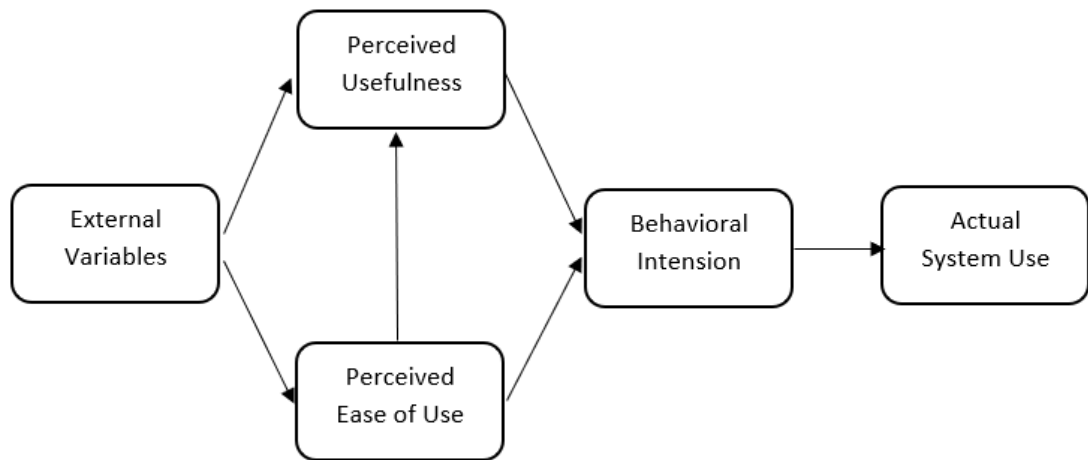 Perceived
Usefulness
External
Variables
Behavioral
Intension
Actual
System Use
Perceived
Ease of Use